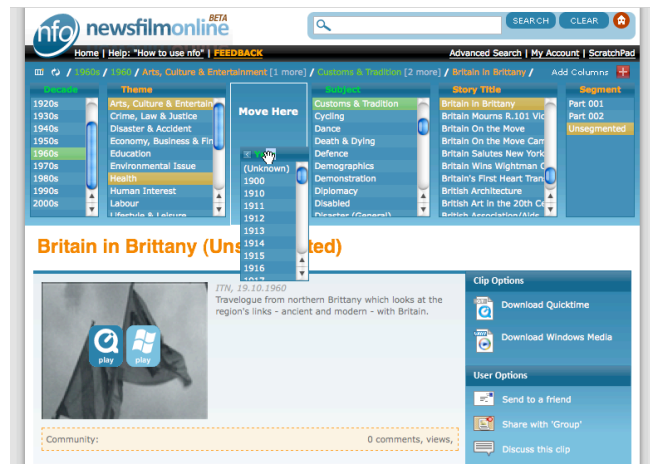 nfo newsfilmonline BETA
SEARCH CLEAR
Home | Help: "How to use nfo" | FEEDBACK
Advanced Search | My Account | ScratchPad
/ 1960s / 1960 / Arts, Culture & Entertainment [1 more] / Customs & Tradition [2 more] / Britain in Brittany / Add Columns
Decade
1920s
1930s
1940s
1950s
1960s
1970s
1980s
1990s
2000s
Theme
Arts, Culture & Entertain
Crime, Law & Justice
Disaster & Accident
Economy, Business & Fin
Education
Environmental Issue
Health
Human Interest
Labour
Lifestyle & Leisure
Move Here
(Unknown)
1900
1910
1911
1912
1913
1914
1915
1916
1917
Subject
Customs & Tradition
Cycling
Dance
Death & Dying
Defence
Demographics
Demonstration
Diplomacy
Disabled
Disaster (General)
Story Title
Britain in Brittany
Britain Mourns R.101 Vic
Britain On the Move
Britain On the Move Cam
Britain Salutes New York
Britain Wins Wightman C
Britain's First Heart Trans
British Architecture
British Art in the 20th Ce
British Association/Aids
Segment
Part 001
Part 002
Unsegmented
Britain in Brittany (Uns ted)
ITN, 19.10.1960
Travelogue from northern Brittany which looks at the
region's links - ancient and modern - with Britain.
play play
Community: 0 comments, views,
Clip Options
Download Quicktime
Download Windows Media
User Options
Send to a friend
Share with 'Group'
Discuss this clip